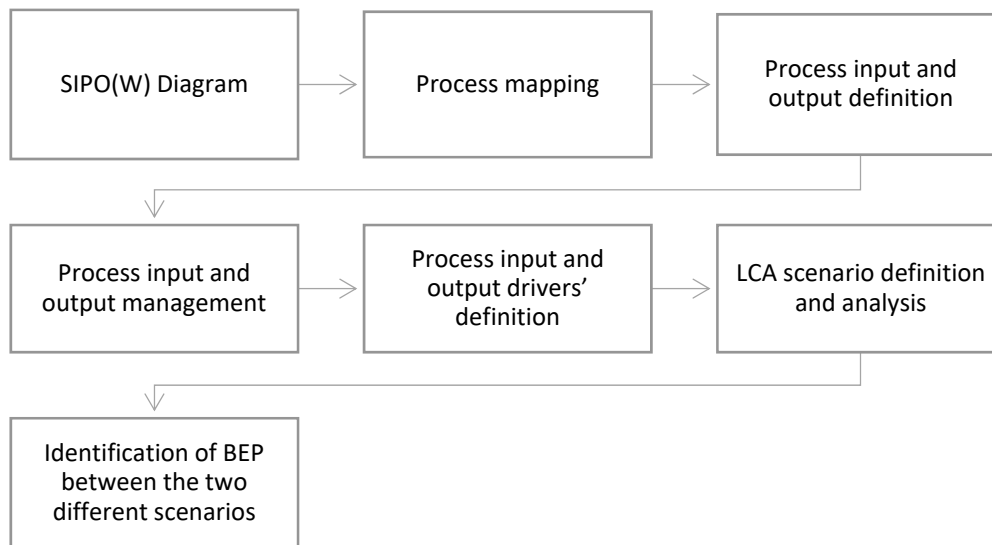 SIPO(W) Diagram
Process mapping
Process input and
output definition
Process input and
output management
Process input and
output drivers’
definition
LCA scenario definition
and analysis
Identification of BEP
between the two
different scenarios